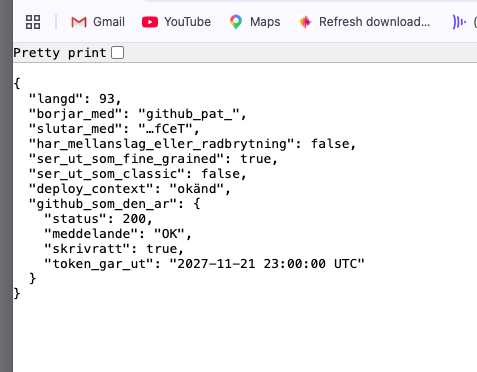 Gmail YouTube Maps Refresh download... (
Pretty print
{
  "langd": 93,
  "borjar_med": "github_pat_",
  "slutar_med": "…fCeT",
  "har_mellanslag_eller_radbrytning": false,
  "ser_ut_som_fine_grained": true,
  "ser_ut_som_classic": false,
  "deploy_context": "okänd",
  "github_som_den_ar": {
    "status": 200,
    "meddelande": "OK",
    "skrivratt": true,
    "token_gar_ut": "2027-11-21 23:00:00 UTC"
  }
}